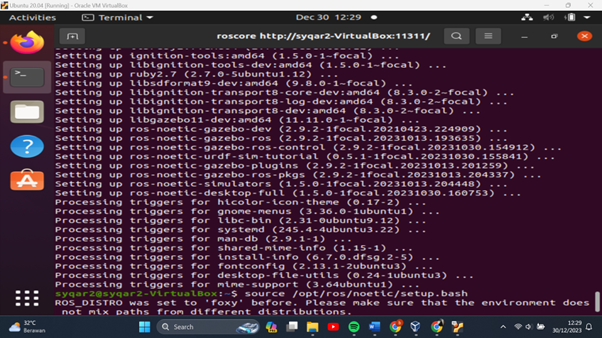 Ubuntu 20.04 [Running] - Oracle VM VirtualBox
Activities
Terminal
Dec 30 12:29
roscore http://syqar2-VirtualBox:11311/
Setting up ignition-tools:amd64 (1.5.0-1~focal) ...
Setting up libignition-tools-dev:amd64 (1.5.0-1~focal) ...
Setting up ruby2.7 (2.7.0-5ubuntu1.12) ...
Setting up libsdformat9-dev:amd64 (9.8.0-1~focal) ...
Setting up libignition-transport8-core-dev:amd64 (8.3.0-2~focal) ...
Setting up libignition-transport8-log-dev:amd64 (8.3.0-2~focal) ...
Setting up libignition-transport8-dev:amd64 (8.3.0-2~focal) ...
Setting up libgazebo11-dev:amd64 (11.11.0-1~focal) ...
Setting up ros-noetic-gazebo-dev (2.9.2-1focal.20210423.224909) ...
Setting up ros-noetic-gazebo-ros (2.9.2-1focal.20231013.193635) ...
Setting up ros-noetic-gazebo-ros-control (2.9.2-1focal.20231030.154912) ...
Setting up ros-noetic-urdf-sim-tutorial (0.5.1-1focal.20231030.155841) ...
Setting up ros-noetic-gazebo-plugins (2.9.2-1focal.20231013.201259) ...
Setting up ros-noetic-gazebo-ros-pkgs (2.9.2-1focal.20231013.204337) ...
Setting up ros-noetic-simulators (1.5.0-1focal.20231013.204448) ...
Setting up ros-noetic-desktop-full (1.5.0-1focal.20231030.160753) ...
Processing triggers for hicolor-icon-theme (0.17-2) ...
Processing triggers for gnome-menus (3.36.0-1ubuntu1) ...
Processing triggers for libc-bin (2.31-0ubuntu9.12) ...
Processing triggers for systemd (245.4-4ubuntu3.22) ...
Processing triggers for man-db (2.9.1-1) ...
Processing triggers for shared-mime-info (1.15-1) ...
Processing triggers for install-info (6.7.0.dfsg.2-5) ...
Processing triggers for fontconfig (2.13.1-2ubuntu3) ...
Processing triggers for desktop-file-utils (0.24-1ubuntu3) ...
Processing triggers for mime-support (3.64ubuntu1) ...
syqar2@syqar2-VirtualBox:~$ source /opt/ros/noetic/setup.bash
ROS_DISTRO was set to 'foxy' before. Please make sure that the environment does
not mix paths from different distributions.
32°C
Berawan
Search
12:29
30/12/2023